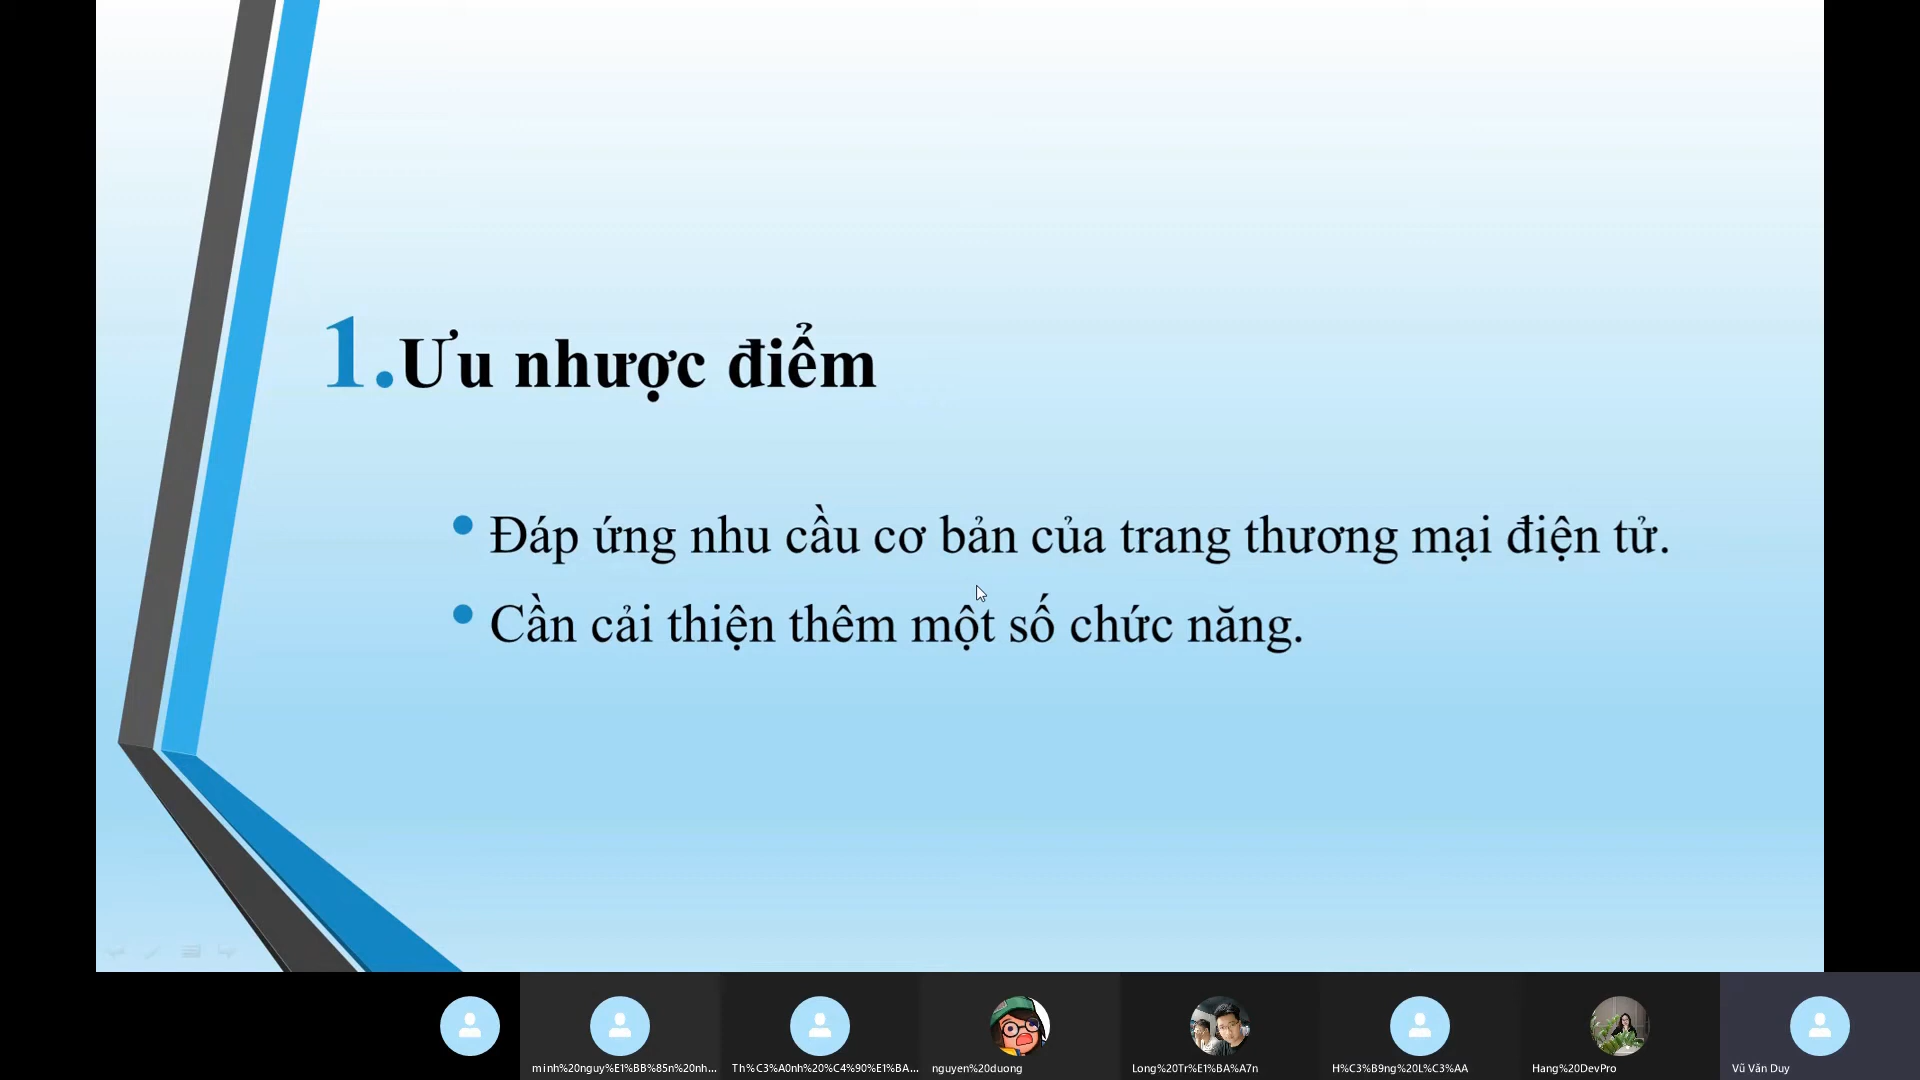 1.Ưu nhược điểm
Đáp ứng nhu cầu cơ bản của trang thương mại điện tử.
Cần cải thiện thêm một số chức năng.
minh%20nguy%E1%BB%85n%20nh...
Th%C3%A0nh%20%C4%90%E1%BA...
nguyen%20duong
Long%20Tr%E1%BA%A7n
H%C3%B9ng%20L%C3%AA
Hang%20DevPro
Vũ Văn Duy